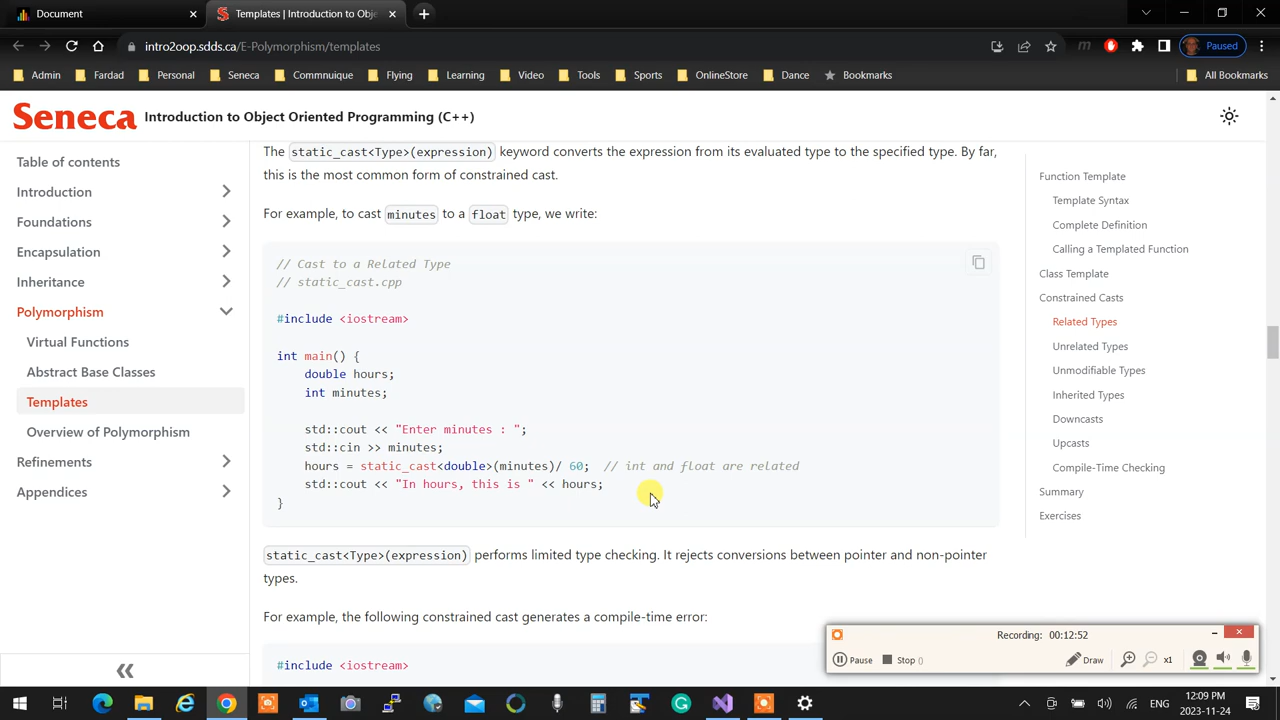 Document
Templates | Introduction to Obje
intro2oop.sdds.ca/E-Polymorphism/templates
Paused
Admin
Fardad
Personal
Seneca
Commnuique
Flying
Learning
Video
Tools
Sports
OnlineStore
Dance
Bookmarks
All Bookmarks
Seneca
Introduction to Object Oriented Programming (C++)
Table of contents
Introduction
Foundations
Encapsulation
Inheritance
Polymorphism
Virtual Functions
Abstract Base Classes
Templates
Overview of Polymorphism
Refinements
Appendices
The static_cast<Type>(expression) keyword converts the expression from its evaluated type to the specified type. By far,
this is the most common form of constrained cast.
For example, to cast minutes to a float type, we write:
// Cast to a Related Type
// static_cast.cpp
#include <iostream>
int main() {
double hours;
int minutes;
std::cout << "Enter minutes : ";
std::cin >> minutes;
hours = static_cast<double>(minutes)/ 60;  // int and float are related
std::cout << "In hours, this is " << hours;
}
static_cast<Type>(expression) performs limited type checking. It rejects conversions between pointer and non-pointer
types.
For example, the following constrained cast generates a compile-time error:
#include <iostream>
Function Template
Template Syntax
Complete Definition
Calling a Templated Function
Class Template
Constrained Casts
Related Types
Unrelated Types
Unmodifiable Types
Inherited Types
Downcasts
Upcasts
Compile-Time Checking
Summary
Exercises
Recording: 00:12:52
Pause
Stop ()
Draw
x1
ENG
12:09 PM
2023-11-24